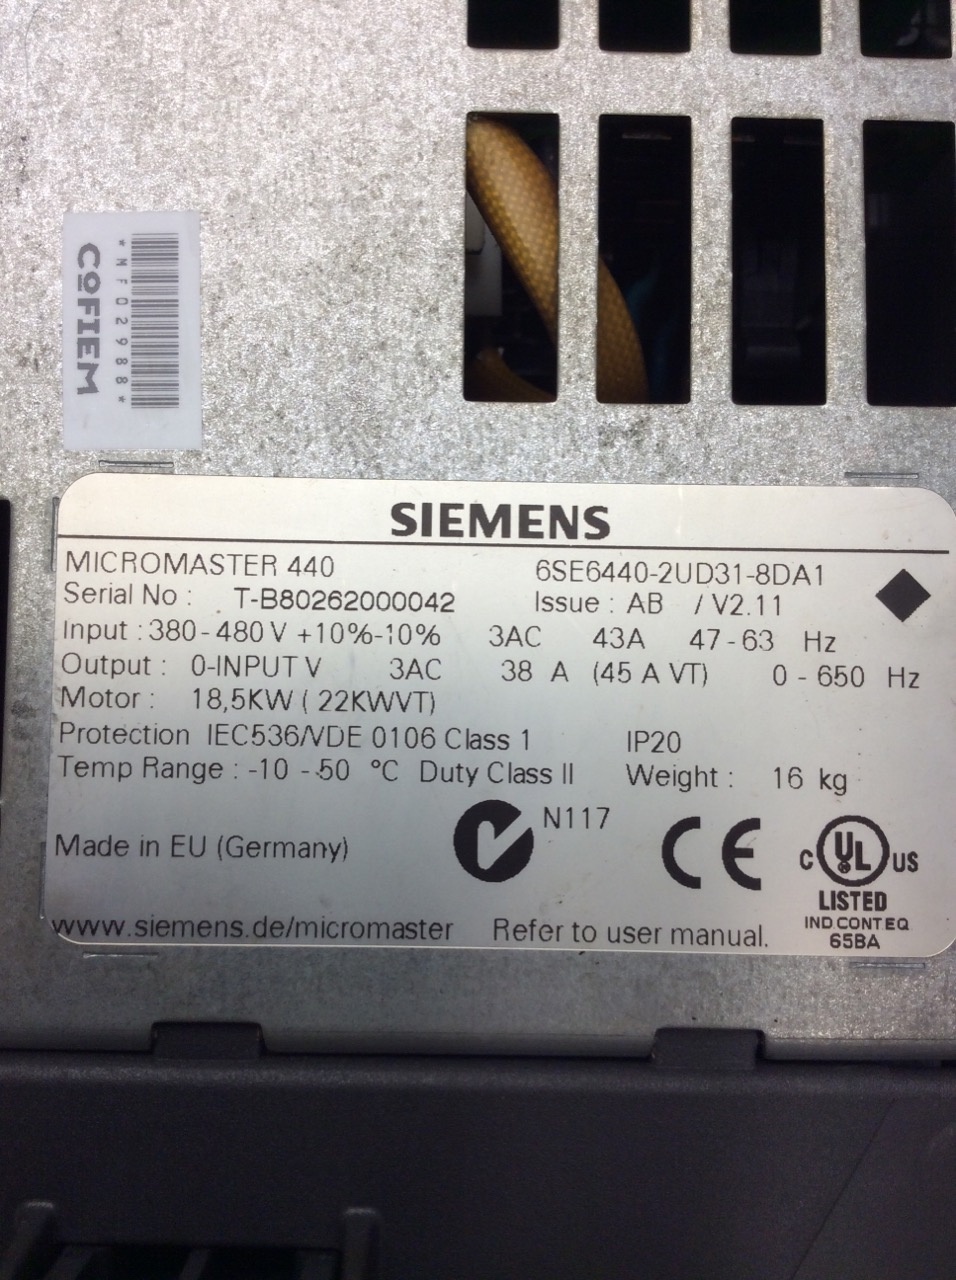 COFIEM
*MF02988*
SIEMENS
MICROMASTER 440 6SE6440-2UD31-8DA1
Serial No : . T-B80262000042 Issue : AB / V2.11
Input : 380 - 480 V +10% -10% 3AC 43A 47 - 63 Hz
Output : 0-INPUT V 3AC 38 A (45 A VT) 0 - 650 Hz
Motor : 18,5KW ( 22KWVT)
Protection IEC536/VDE 0106 Class 1 IP20
Temp Range : -10 - 50 °C Duty Class II Weight : 16 kg
N117
Made in EU (Germany) CE C UL US
LISTED
IND.CONT.EQ
65BA
www.siemens.de/micromaster Refer to user manual.